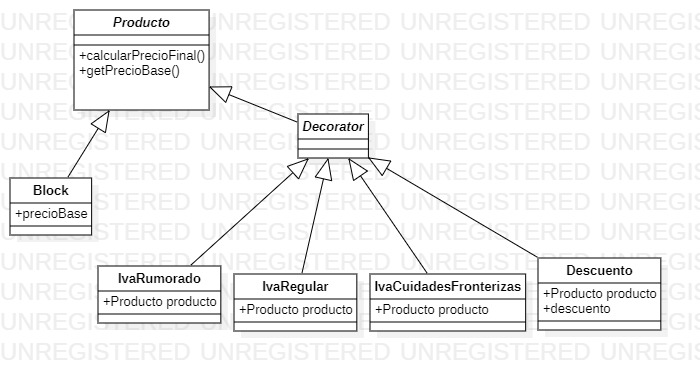 Producto
+calcularPrecioFinal()
+getPrecioBase()
Decorator
Block
+precioBase
IvaRumorado
+Producto producto
IvaRegular
+Producto producto
IvaCuidadesFronterizas
+Producto producto
Descuento
+Producto producto
+descuento
UNREGISTERED UNREGISTERED UNREGISTERED UNREGISTERED